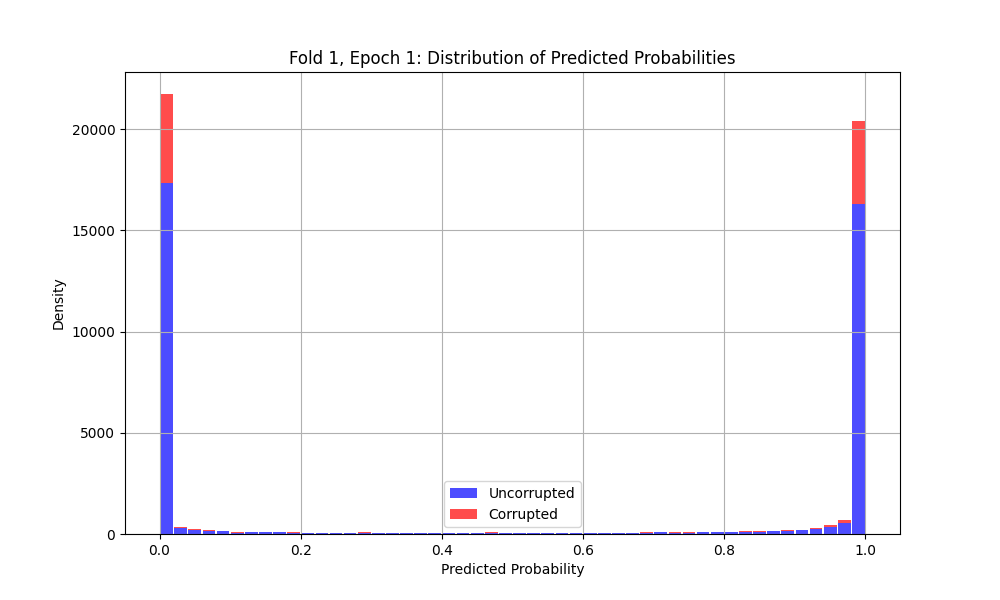 Fold 1, Epoch 1: Distribution of Predicted Probabilities
Density
20000
15000
10000
5000
0
Uncorrupted
Corrupted
0.0 0.2 0.4 0.6 0.8 1.0
Predicted Probability